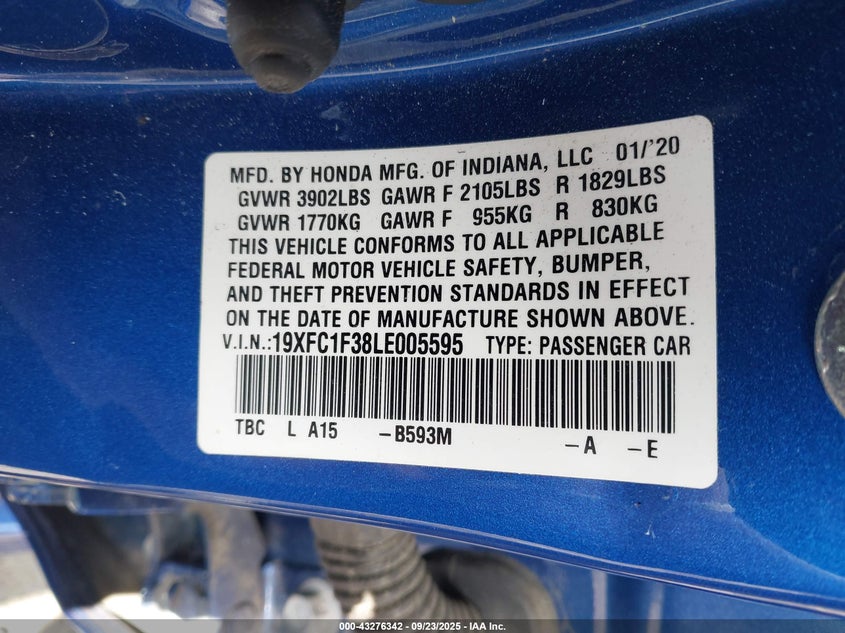 MFD. BY HONDA MFG. OF INDIANA, LLC 01/'20
GVWR 3902LBS GAWR F 2105LBS R 1829LBS
GVWR 1770KG GAWR F 955KG R 830KG
THIS VEHICLE CONFORMS TO ALL APPLICABLE
FEDERAL MOTOR VEHICLE SAFETY, BUMPER,
AND THEFT PREVENTION STANDARDS IN EFFECT
ON THE DATE OF MANUFACTURE SHOWN ABOVE.
V.I.N.:19XFC1F38LE005595 TYPE: PASSENGER CAR
TBC L A15 -B593M -A -E
000-43276342 | 09/23/2025 | IAA Inc.